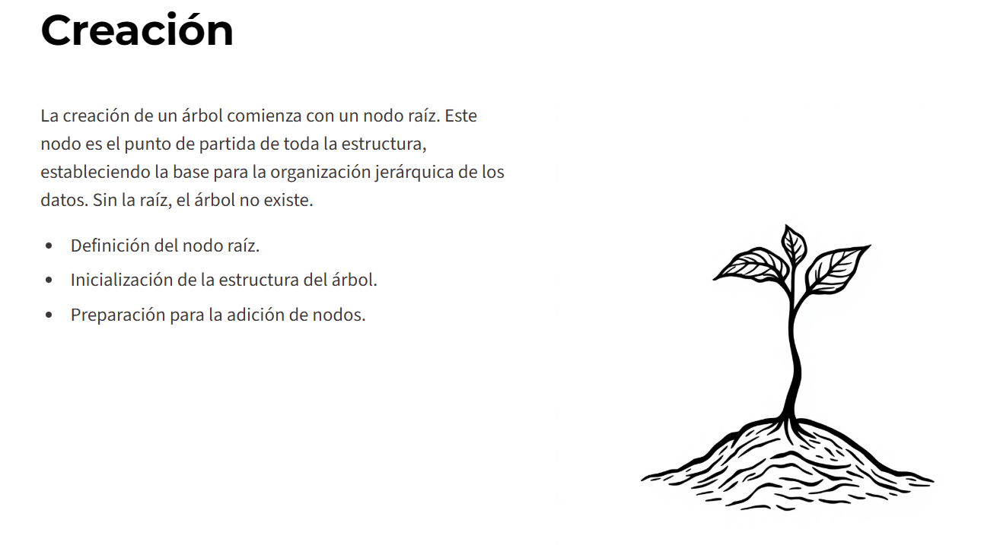 Creación
La creación de un árbol comienza con un nodo raíz. Este
nodo es el punto de partida de toda la estructura,
estableciendo la base para la organización jerárquica de los
datos. Sin la raíz, el árbol no existe.
• Definición del nodo raíz.
• Inicialización de la estructura del árbol.
• Preparación para la adición de nodos.